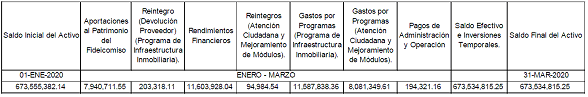 Saldo Inicial del Activo
Aportaciones al Patrimonio del Fideicomiso
Reintegro (Devolución Proveedor) (Programa de Infraestructura Inmobiliaria).
Rendimientos Financieros
Reintegros (Atención Ciudadana y Mejoramiento de Módulos).
Gastos por Programas (Programa de Infraestructura Inmobiliaria).
Gastos por Programas (Atención Ciudadana y Mejoramiento de Módulos).
Pagos de Administración y Operación
Saldo Efectivo e Inversiones Temporales.
Saldo Final del Activo
01-ENE-2020 ENERO - MARZO 31-MAR-2020
673,555,382.14 7,940,711.55 203,318.11 11,603,928.04 94,984.54 11,587,838.36 8,081,349.61 194,321.16 673,534,815.25 673,534,815.25